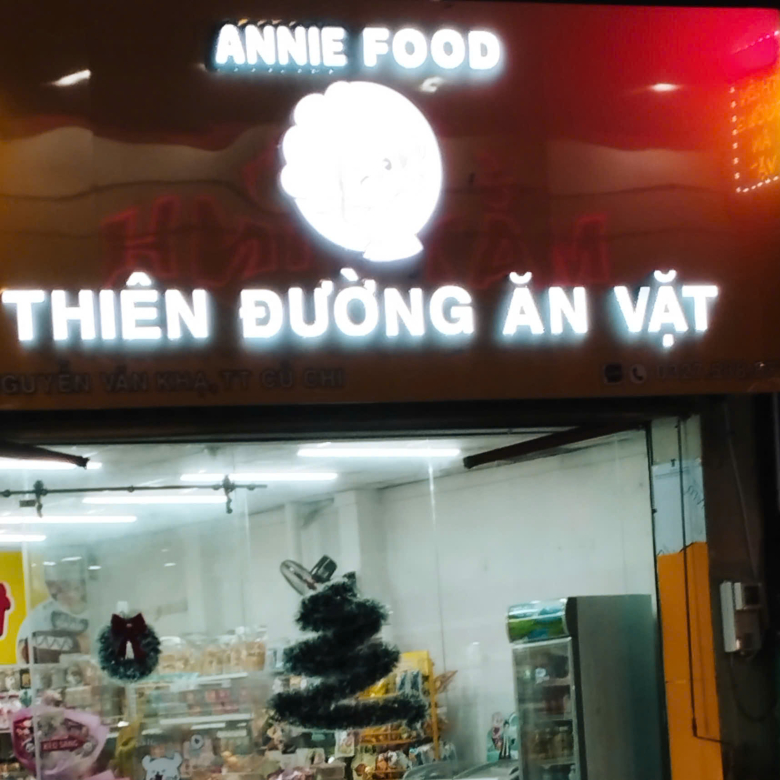 ANNIE FOOD
THIÊN ĐƯỜNG ĂN VẶT
NGUYỄN VĂN KHẠ, TT CỦ CHI